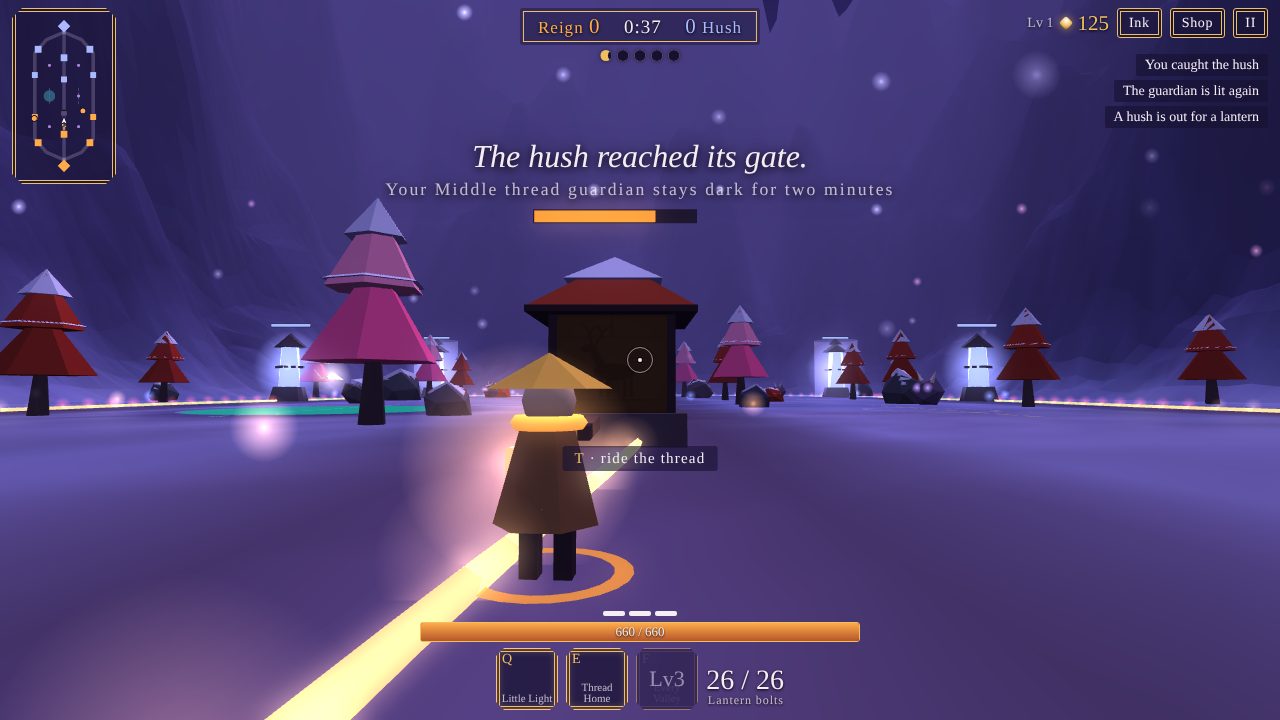 Reign 0 0:37 0 Hush
Lv 1 125 Ink Shop II
You caught the hush
The guardian is lit again
A hush is out for a lantern
The hush reached its gate.
Your Middle thread guardian stays dark for two minutes
T · ride the thread
660 / 660
Q
Little Light
E
Thread
Home
F
Lv3
Valley
26 / 26
Lantern bolts